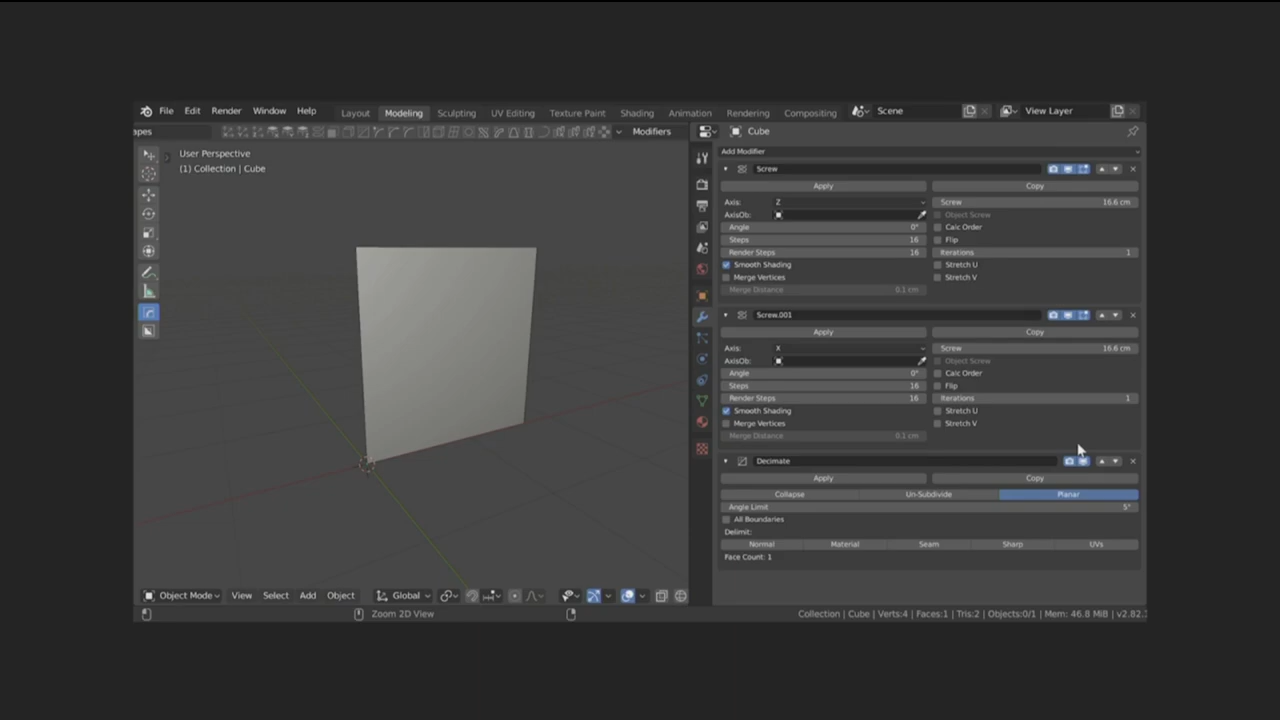 File Edit Render Window Help Layout Modeling Sculpting UV Editing Texture Paint Shading Animation Rendering Compositing Scene View Layer
apes Modifiers Cube
User Perspective
(1) Collection | Cube
Add Modifier
Screw
Apply Copy
Axis: Z Screw 16.6 cm
AxisOb: Object Screw
Angle 0° Calc Order
Steps 16 Flip
Render Steps 16 Iterations 1
Smooth Shading Stretch U
Merge Vertices Stretch V
Merge Distance 0.1 cm
Screw.001
Apply Copy
Axis: X Screw 16.6 cm
AxisOb: Object Screw
Angle 0° Calc Order
Steps 16 Flip
Render Steps 16 Iterations 1
Smooth Shading Stretch U
Merge Vertices Stretch V
Merge Distance 0.1 cm
Decimate
Apply Copy
Collapse Un-Subdivide Planar
Angle Limit 5°
All Boundaries
Delimit:
Normal Material Seam Sharp UVs
Face Count: 1
Object Mode View Select Add Object Global
Zoom 2D View Collection | Cube | Verts:4 | Faces:1 | Tris:2 | Objects:0/1 | Mem: 46.8 MiB | v2.82.